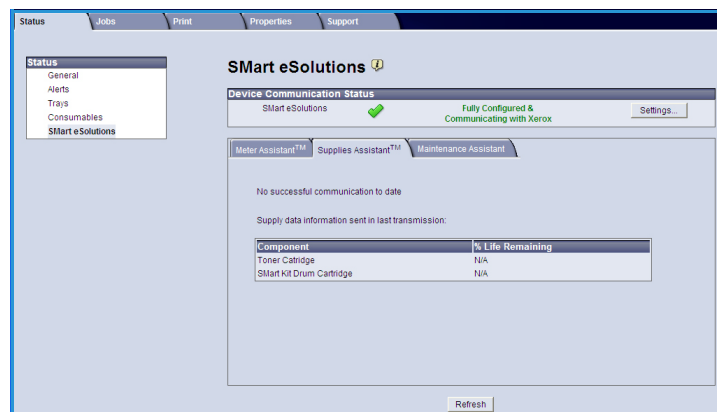 Status Jobs Print Properties Support
Status
General
Alerts
Trays
Consumables
SMart eSolutions
SMart eSolutions
Device Communication Status
SMart eSolutions
Fully Configured &
Communicating with Xerox
Settings...
Meter Assistant™ Supplies Assistant™ Maintenance Assistant
No successful communication to date
Supply data information sent in last transmission:
Component % Life Remaining
Toner Catridge N/A
SMart Kit Drum Cartridge N/A
Refresh